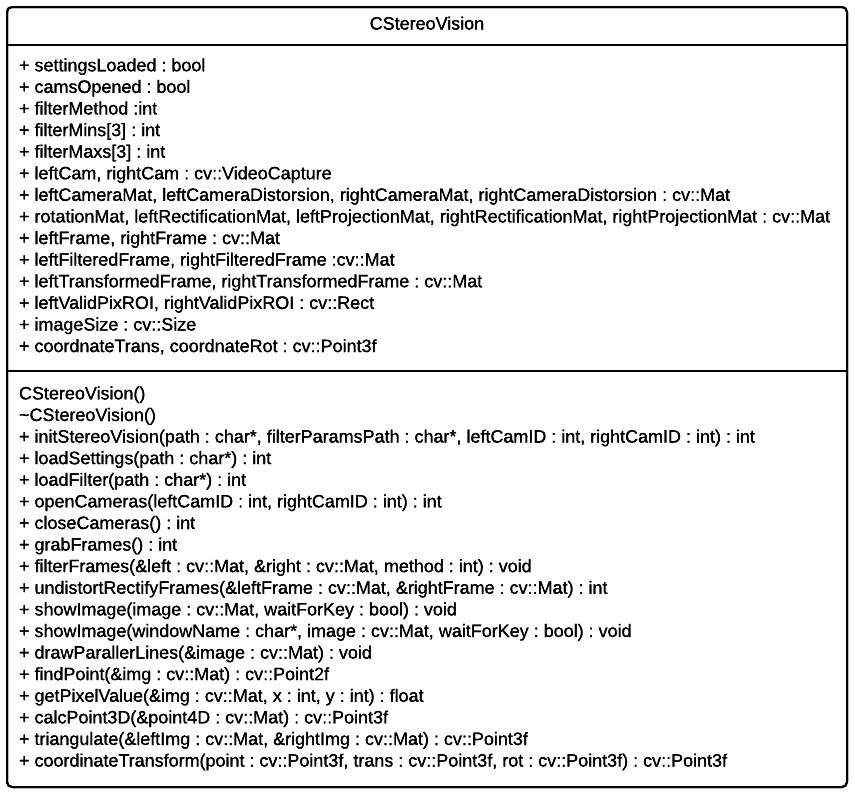 CStereoVision
+ settingsLoaded : bool
+ camsOpened : bool
+ filterMethod :int
+ filterMins[3] : int
+ filterMaxs[3] : int
+ leftCam, rightCam : cv::VideoCapture
+ leftCameraMat, leftCameraDistorsion, rightCameraMat, rightCameraDistorsion : cv::Mat
+ rotationMat, leftRectificationMat, leftProjectionMat, rightRectificationMat, rightProjectionMat : cv::Mat
+ leftFrame, rightFrame : cv::Mat
+ leftFilteredFrame, rightFilteredFrame :cv::Mat
+ leftTransformedFrame, rightTransformedFrame : cv::Mat
+ leftValidPixROI, rightValidPixROI : cv::Rect
+ imageSize : cv::Size
+ coordnateTrans, coordnateRot : cv::Point3f
CStereoVision()
~CStereoVision()
+ initStereoVision(path : char*, filterParamsPath : char*, leftCamID : int, rightCamID : int) : int
+ loadSettings(path : char*) : int
+ loadFilter(path : char*) : int
+ openCameras(leftCamID : int, rightCamID : int) : int
+ closeCameras() : int
+ grabFrames() : int
+ filterFrames(&left : cv::Mat, &right : cv::Mat, method : int) : void
+ undistortRectifyFrames(&leftFrame : cv::Mat, &rightFrame : cv::Mat) : int
+ showImage(image : cv::Mat, waitForKey : bool) : void
+ showImage(windowName : char*, image : cv::Mat, waitForKey : bool) : void
+ drawParallerLines(&image : cv::Mat) : void
+ findPoint(&img : cv::Mat) : cv::Point2f
+ getPixelValue(&img : cv::Mat, x : int, y : int) : float
+ calcPoint3D(&point4D : cv::Mat) : cv::Point3f
+ triangulate(&leftImg : cv::Mat, &rightImg : cv::Mat) : cv::Point3f
+ coordinateTransform(point : cv::Point3f, trans : cv::Point3f, rot : cv::Point3f) : cv::Point3f